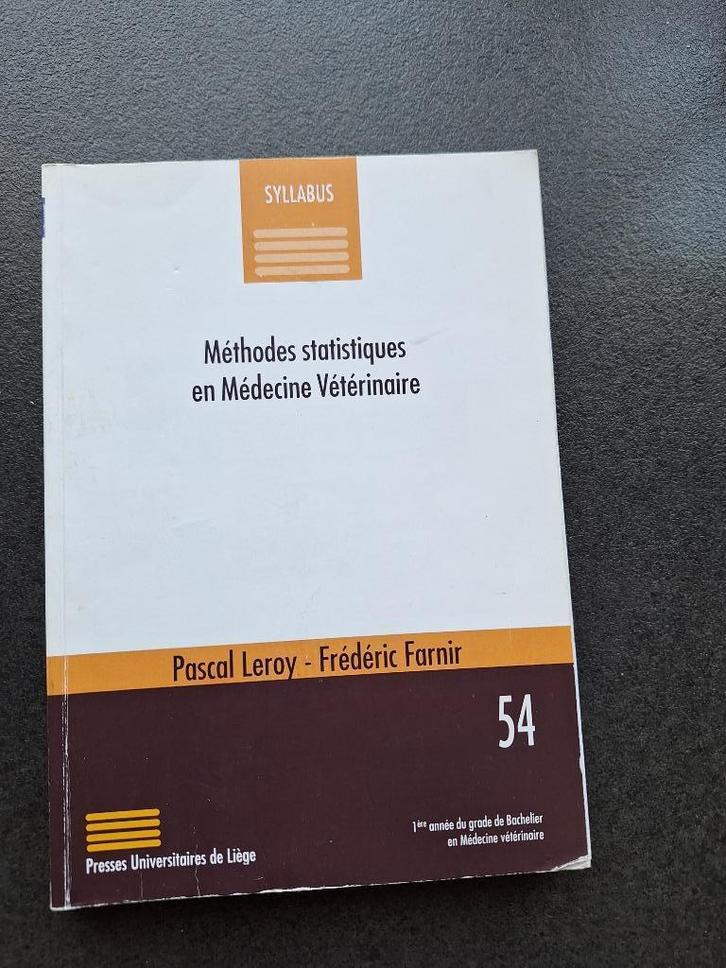 SYLLABUS
Méthodes statistiques
en Médecine Vétérinaire
Pascal Leroy - Frédéric Farnir
54
1ère année du grade de Bachelier
en Médecine vétérinaire
Presses Universitaires de Liège